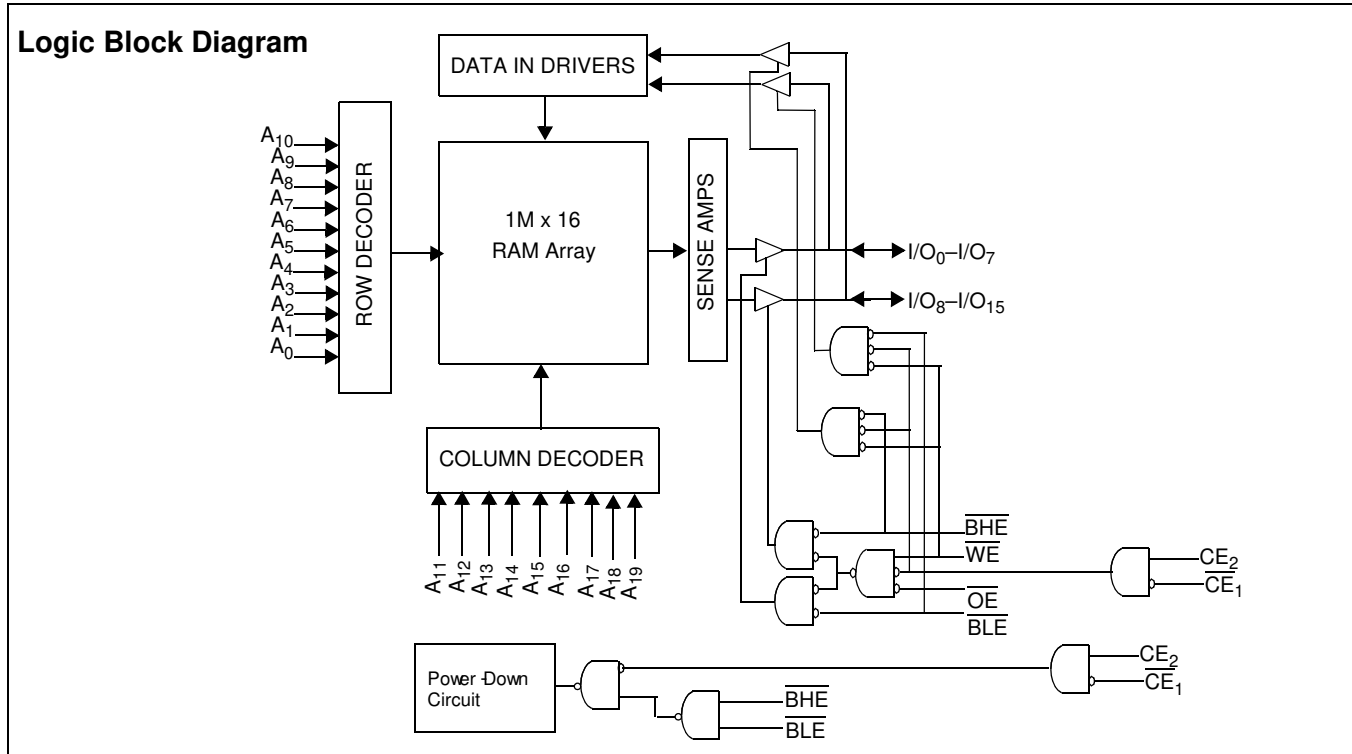 Logic Block Diagram
DATA IN DRIVERS
A10
A9
A8
A7
A6
A5
A4
A3
A2
A1
A0
ROW DECODER
1M x 16
RAM Array
SENSE AMPS
I/O0–I/O7
I/O8–I/O15
COLUMN DECODER
A11
A12
A13
A14
A15
A16
A17
A18
A19
BHE
WE
OE
BLE
CE2
CE1
Power -Down
Circuit
BHE
BLE
CE2
CE1